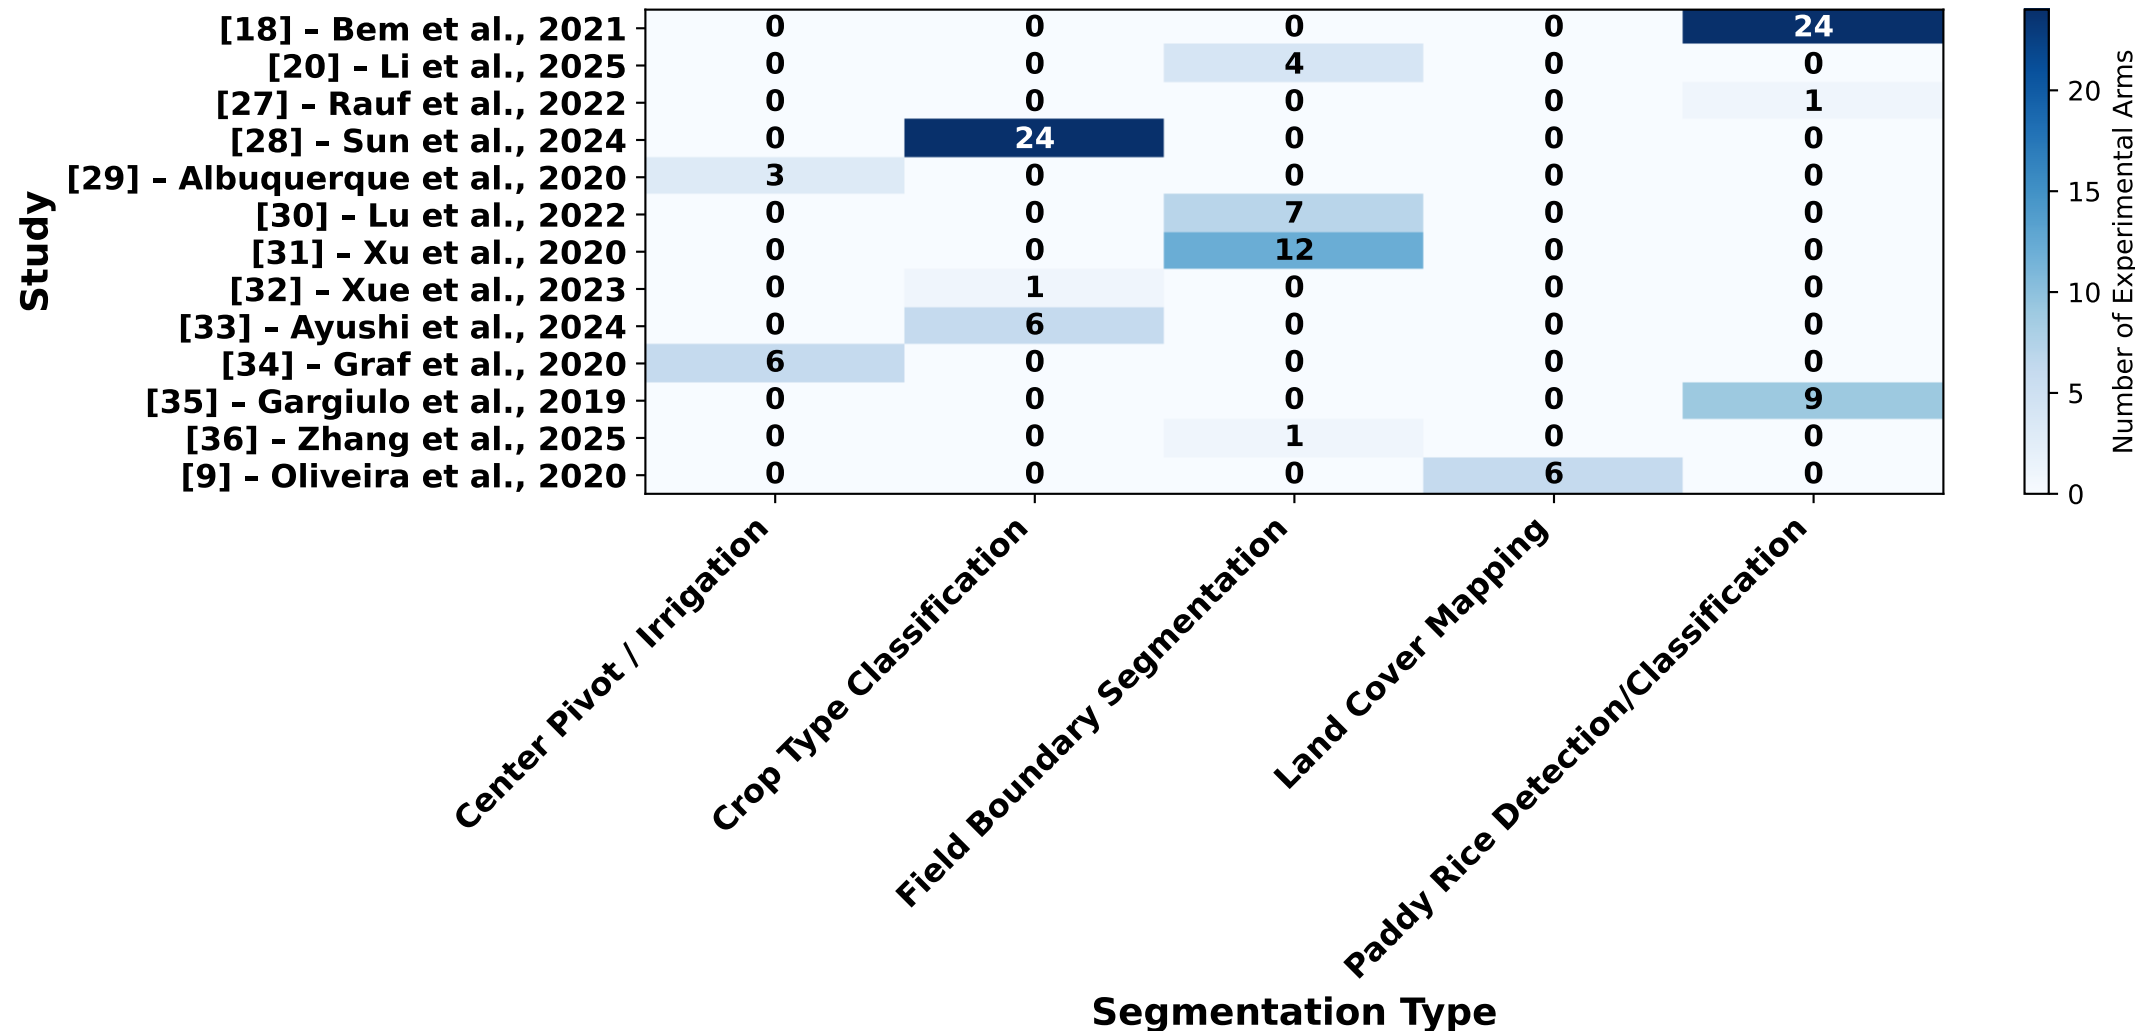 [18] – Bem et al., 2021 0 0 0 0 24
[20] – Li et al., 2025 0 0 4 0 0
[27] – Rauf et al., 2022 0 0 0 0 1
[28] – Sun et al., 2024 0 24 0 0 0
[29] – Albuquerque et al., 2020 3 0 0 0 0
[30] – Lu et al., 2022 0 0 7 0 0
[31] – Xu et al., 2020 0 0 12 0 0
[32] – Xue et al., 2023 0 1 0 0 0
[33] – Ayushi et al., 2024 0 6 0 0 0
[34] – Graf et al., 2020 6 0 0 0 0
[35] – Gargiulo et al., 2019 0 0 0 0 9
[36] – Zhang et al., 2025 0 0 1 0 0
[9] – Oliveira et al., 2020 0 0 0 6 0
Study
Center Pivot / Irrigation
Crop Type Classification
Field Boundary Segmentation
Land Cover Mapping
Paddy Rice Detection/Classification
Segmentation Type
20
15
10
5
0
Number of Experimental Arms